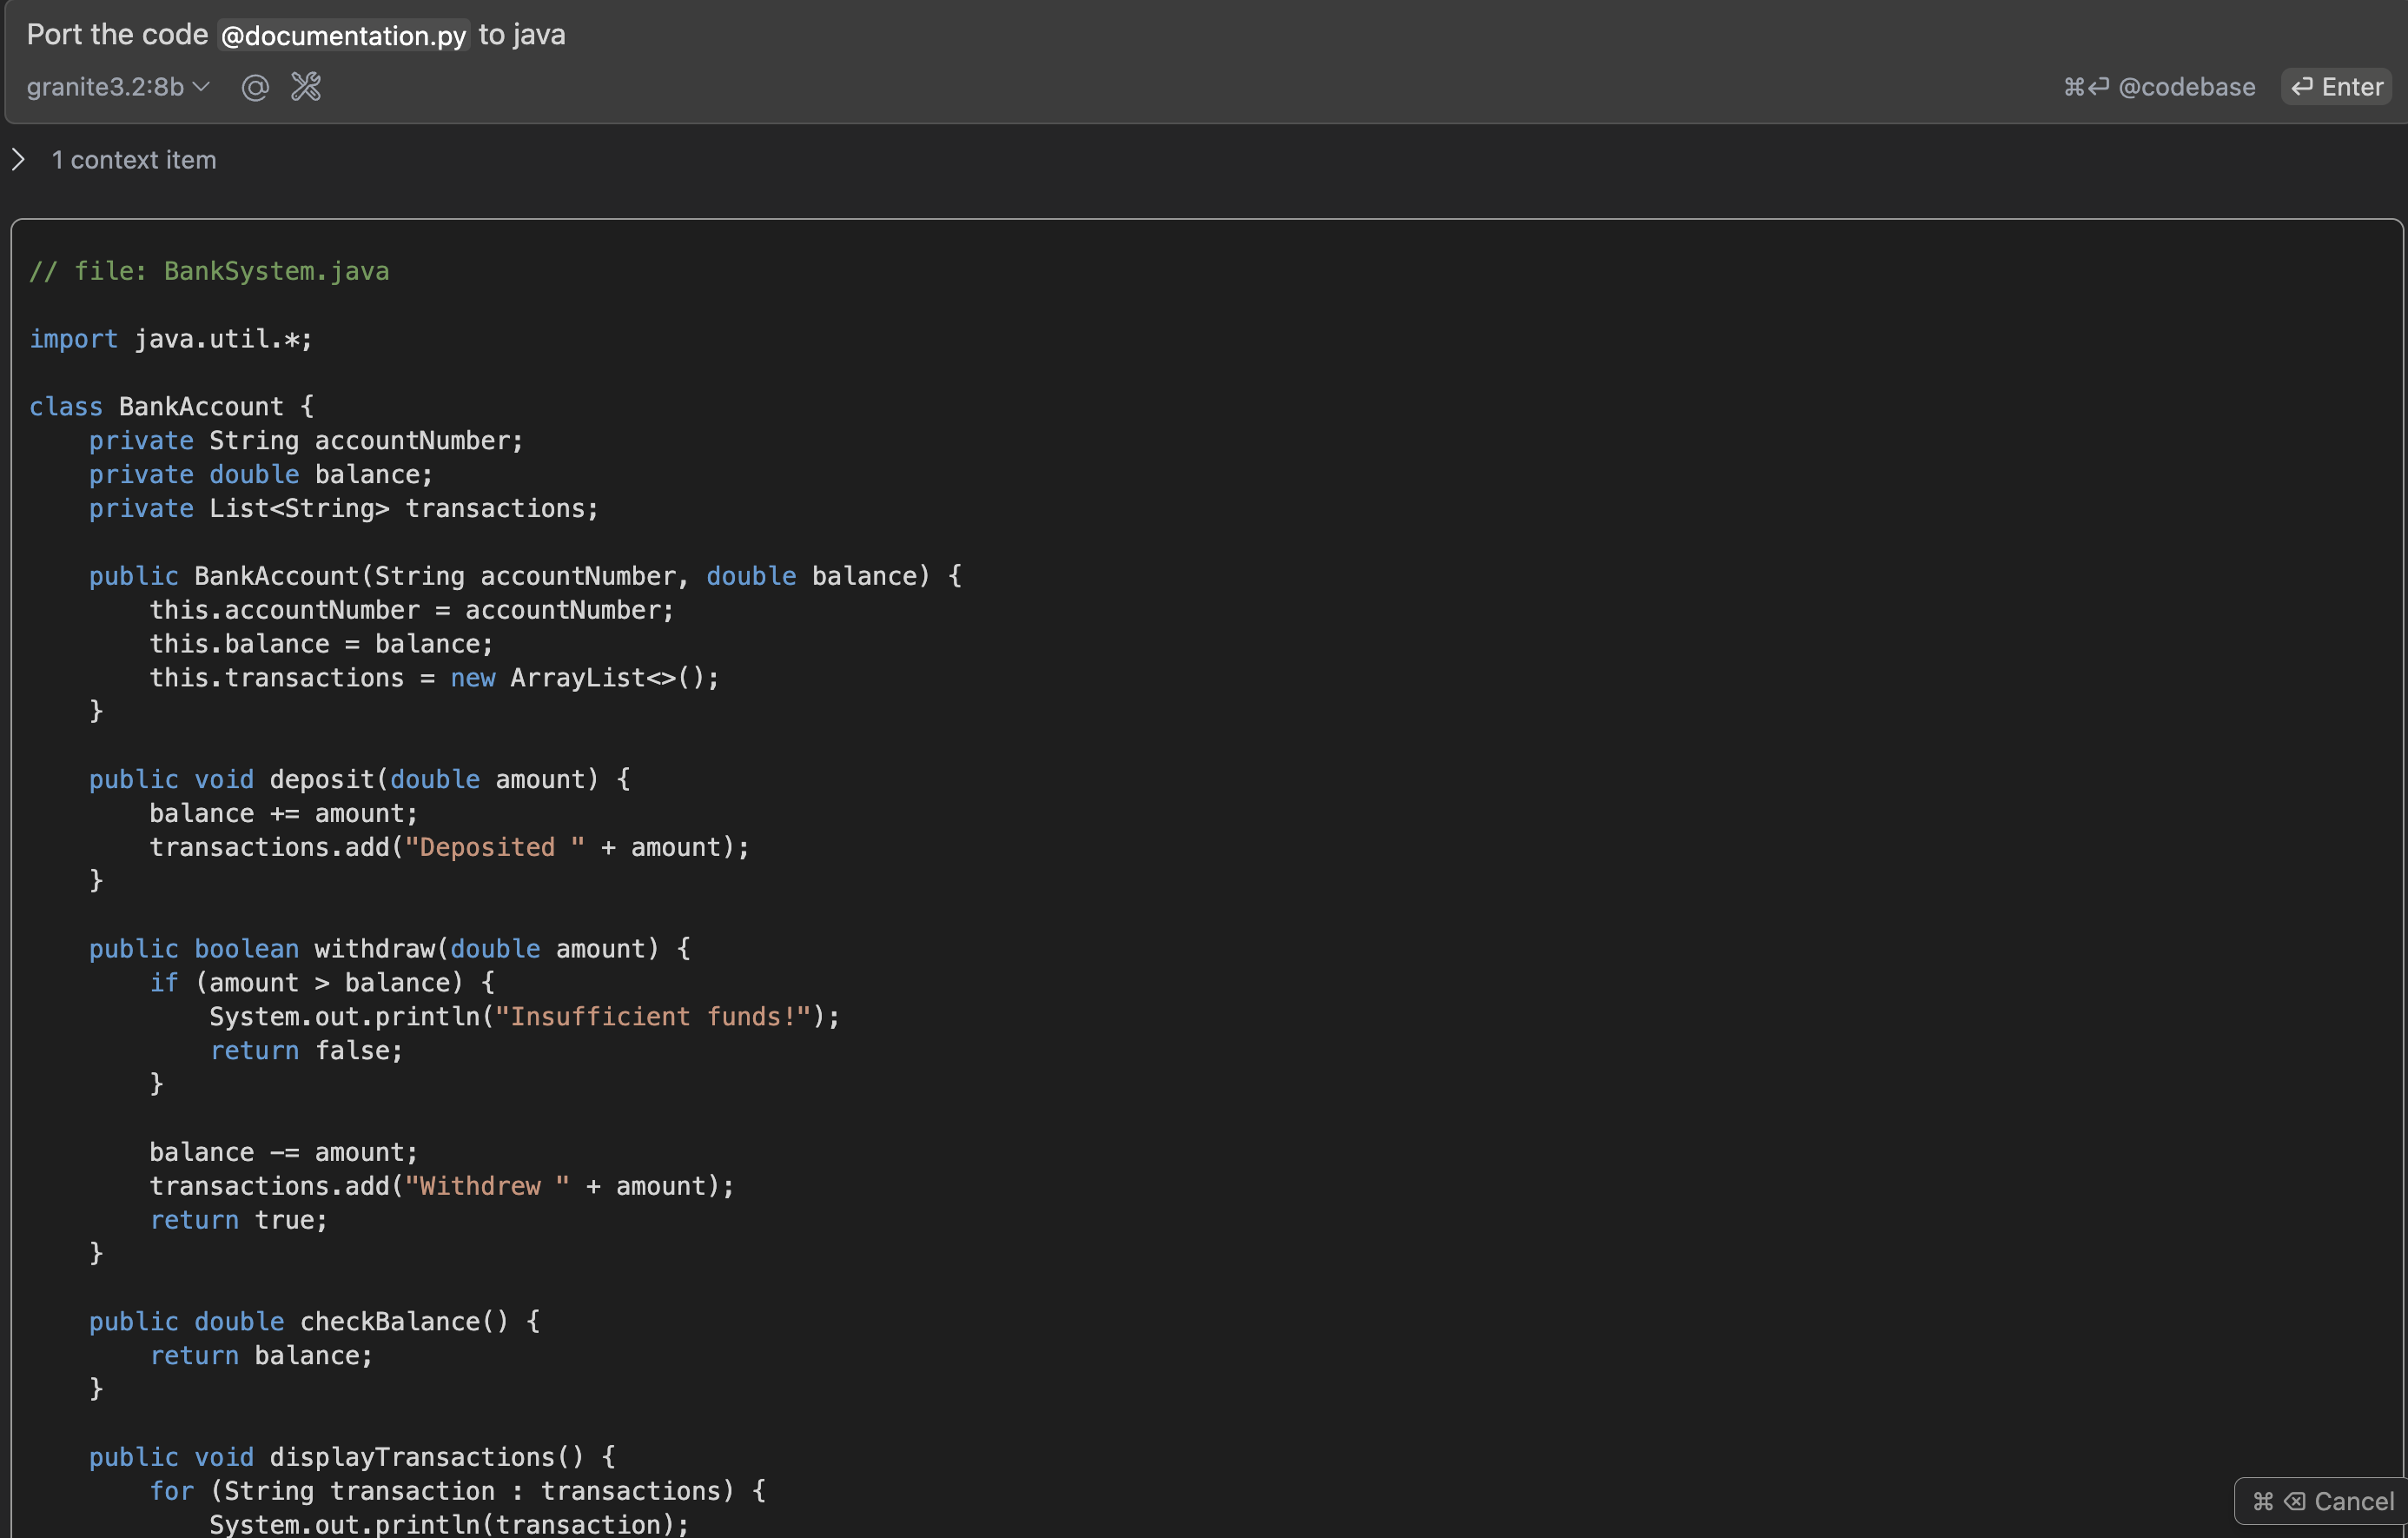 Port the code @documentation.py to java
granite3.2:8b @ ⌘⏎ @codebase ⏎ Enter
1 context item
// file: BankSystem.java
import java.util.*;
class BankAccount {
    private String accountNumber;
    private double balance;
    private List<String> transactions;
    public BankAccount(String accountNumber, double balance) {
        this.accountNumber = accountNumber;
        this.balance = balance;
        this.transactions = new ArrayList<>();
    }
    public void deposit(double amount) {
        balance += amount;
        transactions.add("Deposited " + amount);
    }
    public boolean withdraw(double amount) {
        if (amount > balance) {
            System.out.println("Insufficient funds!");
            return false;
        }
        balance -= amount;
        transactions.add("Withdrew " + amount);
        return true;
    }
    public double checkBalance() {
        return balance;
    }
    public void displayTransactions() {
        for (String transaction : transactions) {
            System.out.println(transaction);
⌘ ⌫ Cancel